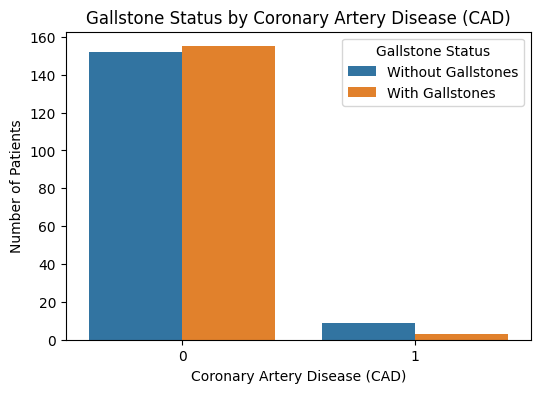 Gallstone Status by Coronary Artery Disease (CAD)
Gallstone Status
Without Gallstones
With Gallstones
Number of Patients
160
140
120
100
80
60
40
20
0
0 1
Coronary Artery Disease (CAD)